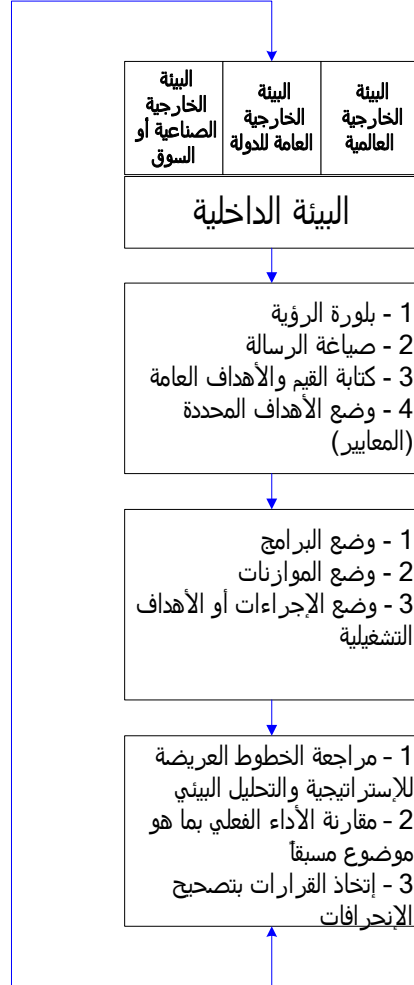 البيئة
الخارجية
العالمية
البيئة
الخارجية
العامة للدولة
البيئة
الخارجية
الصناعية أو
السوق
البيئة الداخلية
1 - بلورة الرؤية
2 - صياغة الرسالة
3 - كتابة القيم والأهداف العامة
4 - وضع الأهداف المحددة
(المعايير)
1 - وضع البرامج
2 - وضع الموازنات
3 - وضع الإجراءات أو الأهداف
التشغيلية
1 - مراجعة الخطوط العريضة
للإستراتيجية والتحليل البيئي
2 - مقارنة الأداء الفعلي بما هو
موضوع مسبقاً
3 - إتخاذ القرارات بتصحيح
الإنحرافات